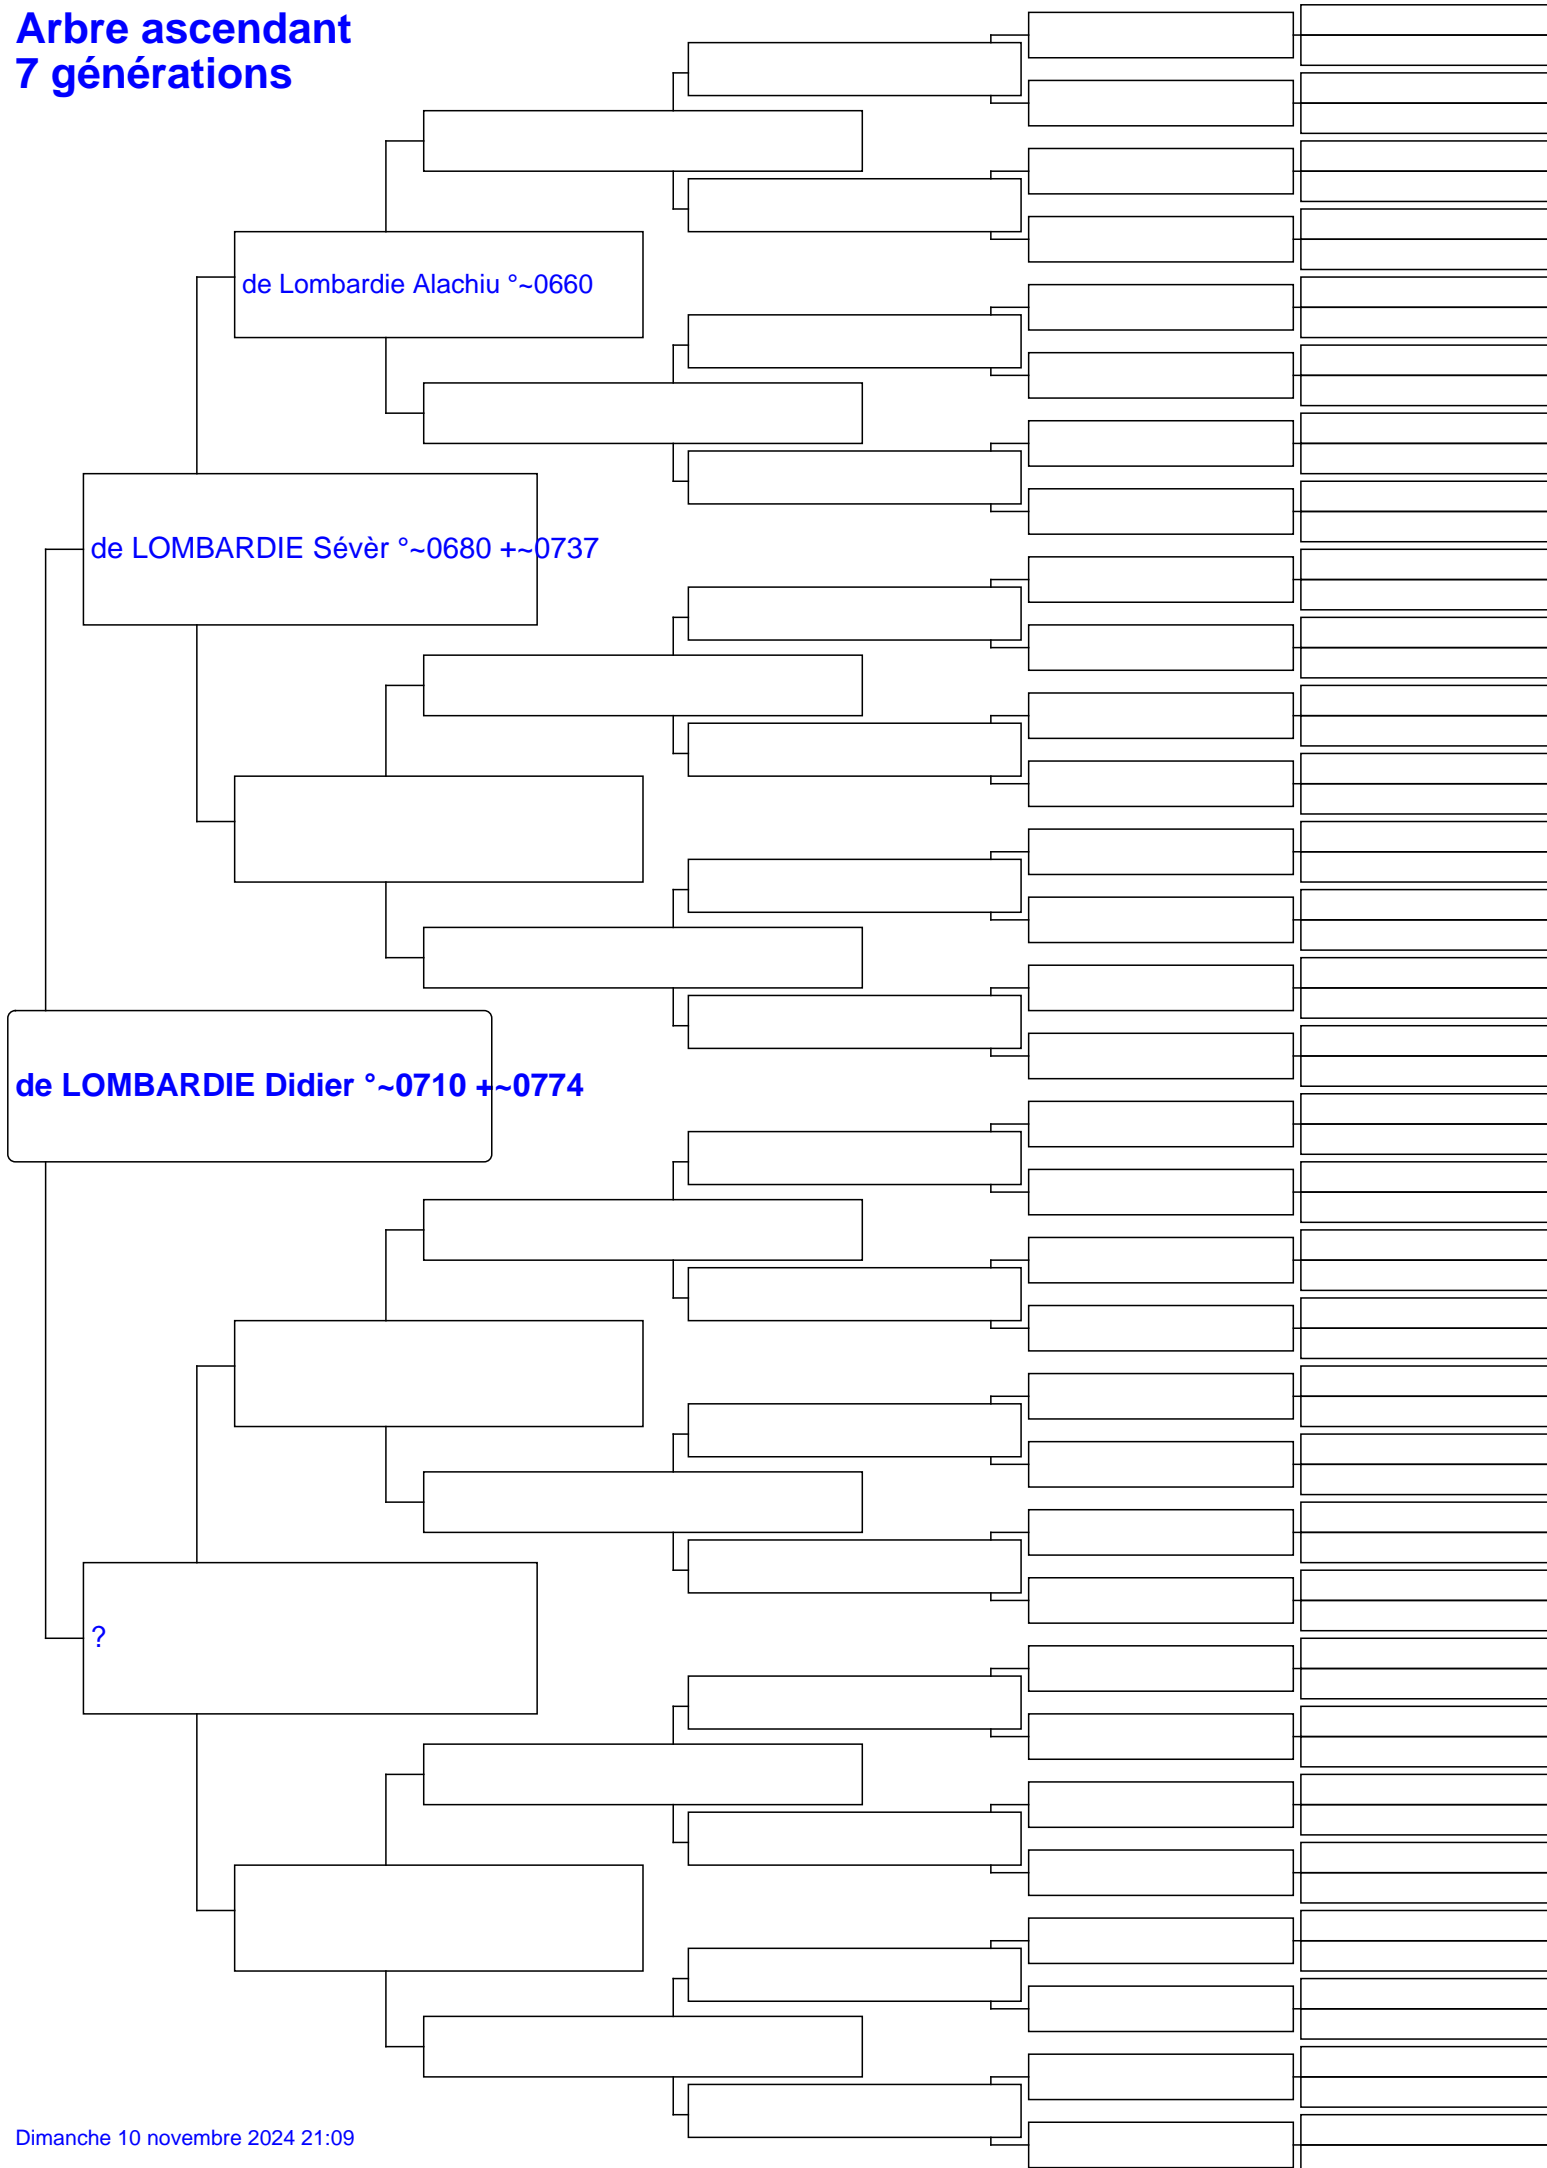 Arbre ascendant
7 générations
de Lombardie Alachiu °~0660
de LOMBARDIE Sévèr °~0680 +~0737
de LOMBARDIE Didier °~0710 +~0774
?
Dimanche 10 novembre 2024 21:09